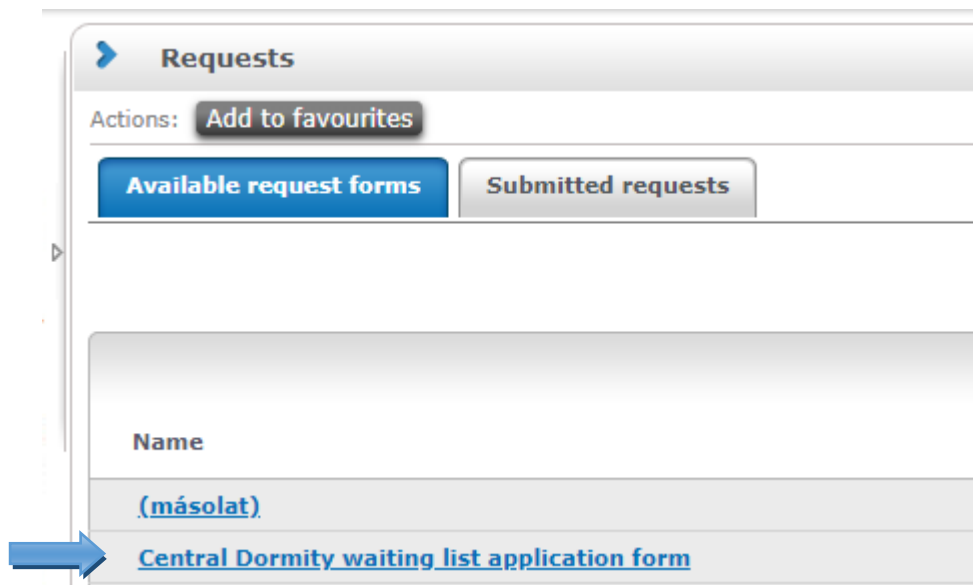 Requests
Actions: Add to favourites
Available request forms Submitted requests
Name
(másolat)
Central Dormity waiting list application form